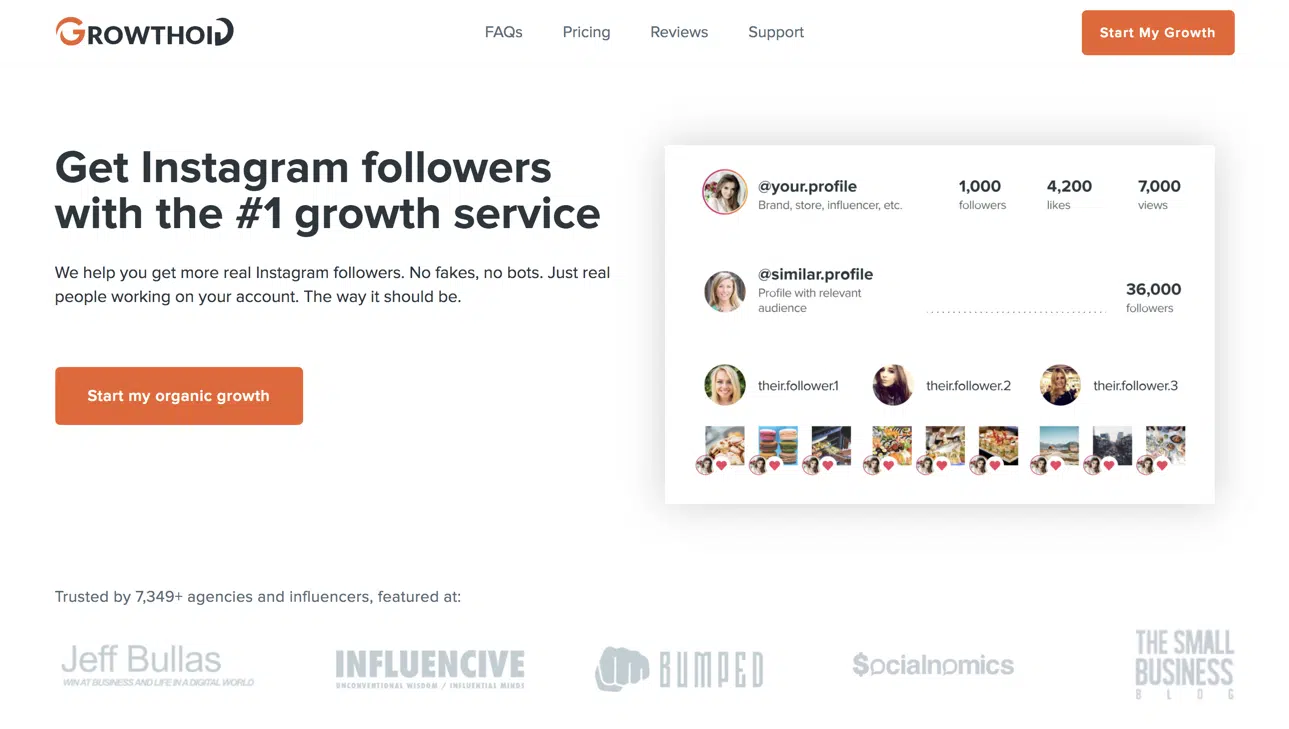 GROWTHOID
FAQs
Pricing
Reviews
Support
Start My Growth
Get Instagram followers
with the #1 growth service
We help you get more real Instagram followers. No fakes, no bots. Just real
people working on your account. The way it should be.
Start my organic growth
@your.profile
Brand, store, influencer, etc.
1,000
followers
4,200
likes
7,000
views
@similar.profile
Profile with relevant
audience
36,000
followers
their.follower.1
their.follower.2
their.follower.3
Trusted by 7,349+ agencies and influencers, featured at:
Jeff Bullas
WIN AT BUSINESS AND LIFE IN A DIGITAL WORLD
INFLUENCIVE
UNCONVENTIONAL WISDOM / INFLUENTIAL MINDS
BUMPED
$ocialnomics
THE SMALL
BUSINESS
BLOG